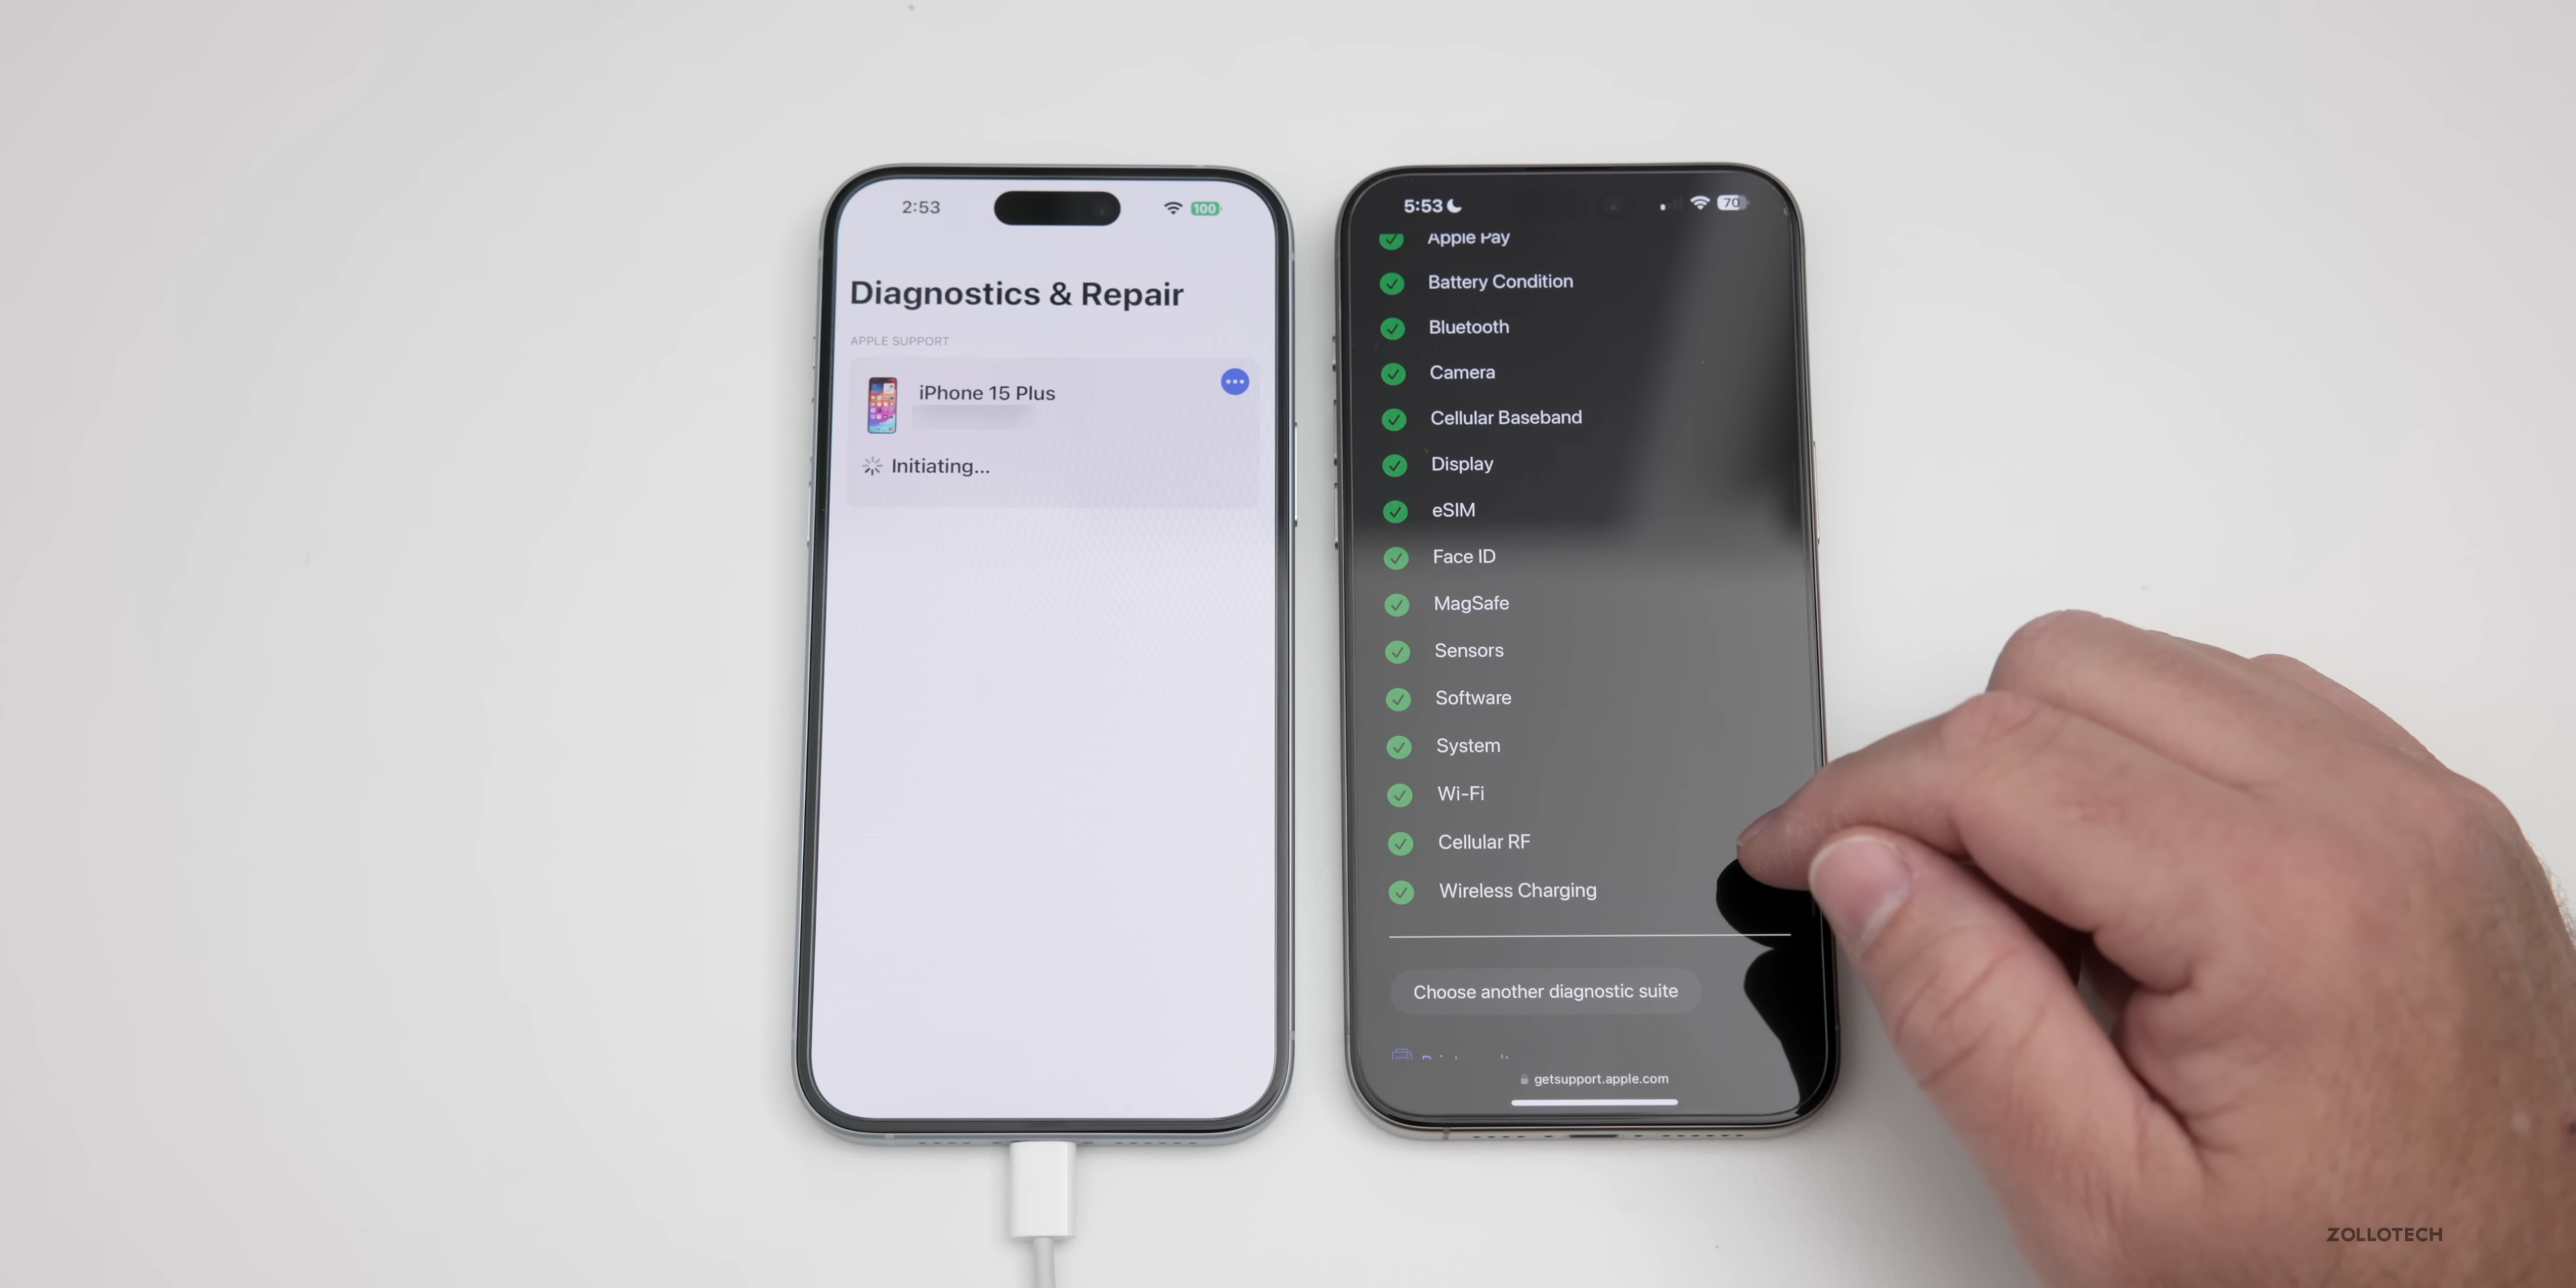 2:53
100
Diagnostics & Repair
APPLE SUPPORT
iPhone 15 Plus
Initiating...
5:53
70
Apple Pay
Battery Condition
Bluetooth
Camera
Cellular Baseband
Display
eSIM
Face ID
MagSafe
Sensors
Software
System
Wi-Fi
Cellular RF
Wireless Charging
Choose another diagnostic suite
getsupport.apple.com
ZOLLOTECH